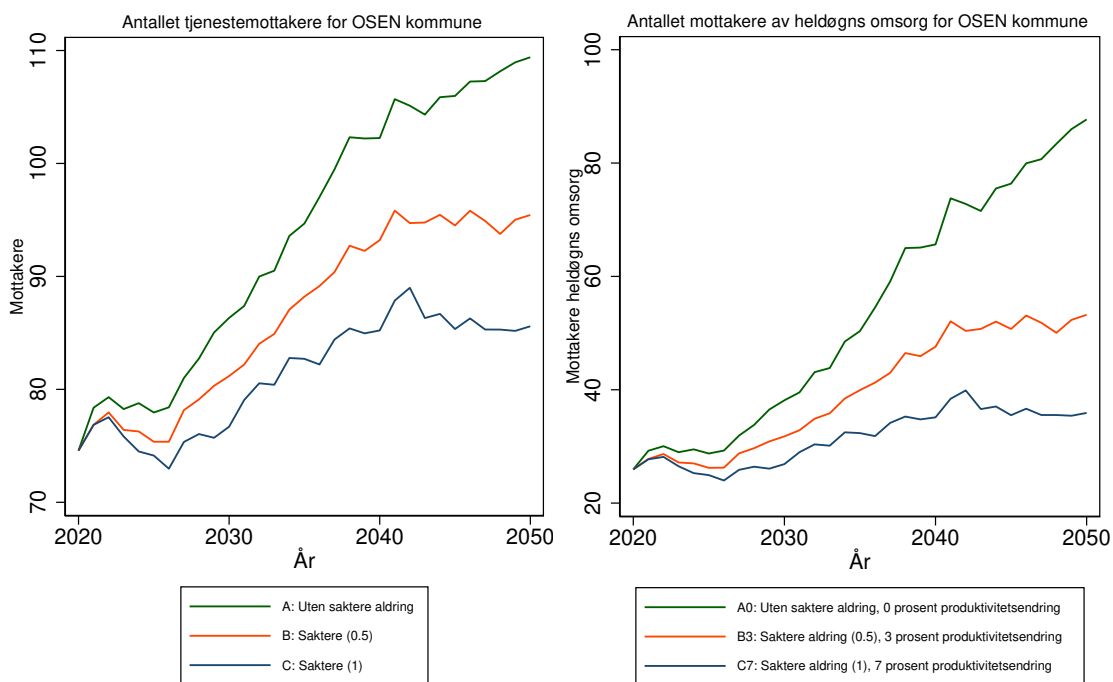 Antallet tjenestemottakere for OSEN kommune
110
100
90
80
70
Mottakere
2020 2030 2040 2050
År
A: Uten saktere aldring
B: Saktere (0.5)
C: Saktere (1)
Antallet mottakere av heldøgns omsorg for OSEN kommune
100
80
60
40
20
Mottakere heldøgns omsorg
2020 2030 2040 2050
År
A0: Uten saktere aldring, 0 prosent produktivitetsendring
B3: Saktere aldring (0.5), 3 prosent produktivitetsendring
C7: Saktere aldring (1), 7 prosent produktivitetsendring